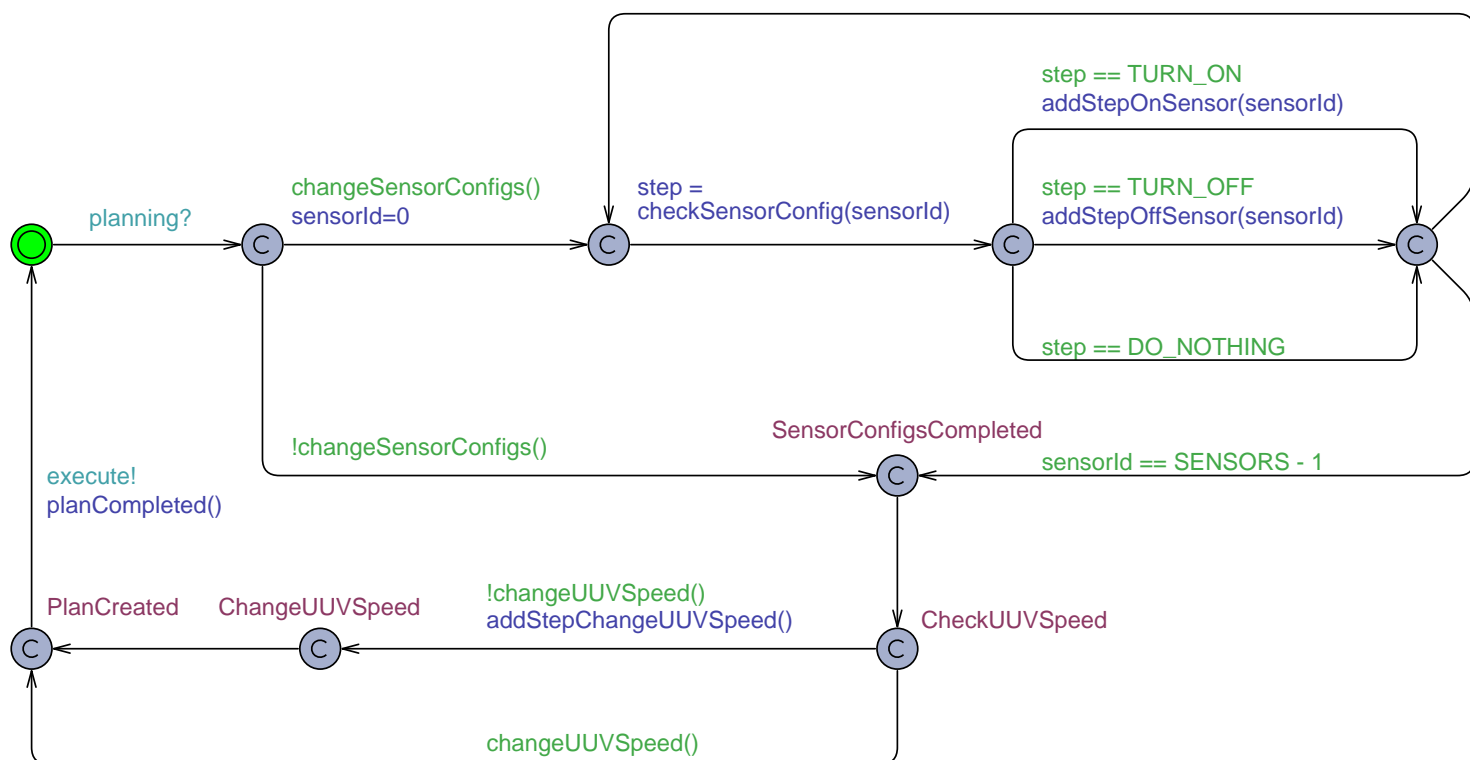 step == TURN_ON
addStepOnSensor(sensorId)
changeSensorConfigs()
sensorId=0
step =
checkSensorConfig(sensorId)
step == TURN_OFF
addStepOffSensor(sensorId)
planning?
C
C
C
C
step == DO_NOTHING
SensorConfigsCompleted
!changeSensorConfigs()
sensorId == SENSORS - 1
C
execute!
planCompleted()
PlanCreated
ChangeUUVSpeed
!changeUUVSpeed()
addStepChangeUUVSpeed()
CheckUUVSpeed
C
C
C
changeUUVSpeed()